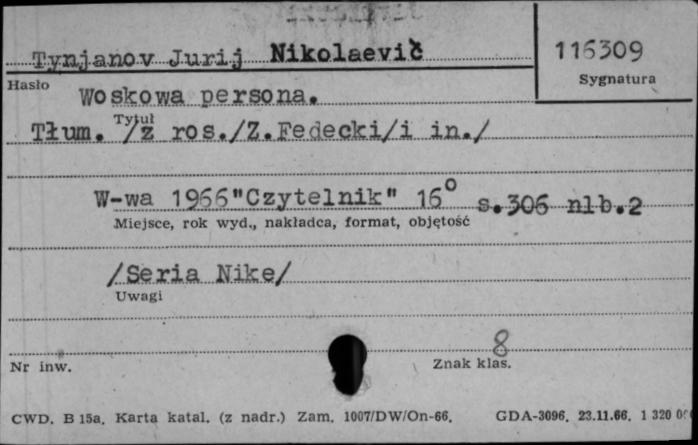 Tynjanov Jurij Nikolaevič
116309
Sygnatura
Hasło
Woskowa persona.
Tytuł
Tłum. /z ros./Z.Fedecki/i in./
W-wa 1966"Czytelnik" 16° s.306 nlb.2
Miejsce, rok wyd., nakładca, format, objętość
/Seria Nike/
Uwagi
8
Nr inw.
Znak klas.
CWD. B 15a. Karta katal. (z nadr.) Zam. 1007/DW/On-66. GDA-3096. 23.11.66. 1 320